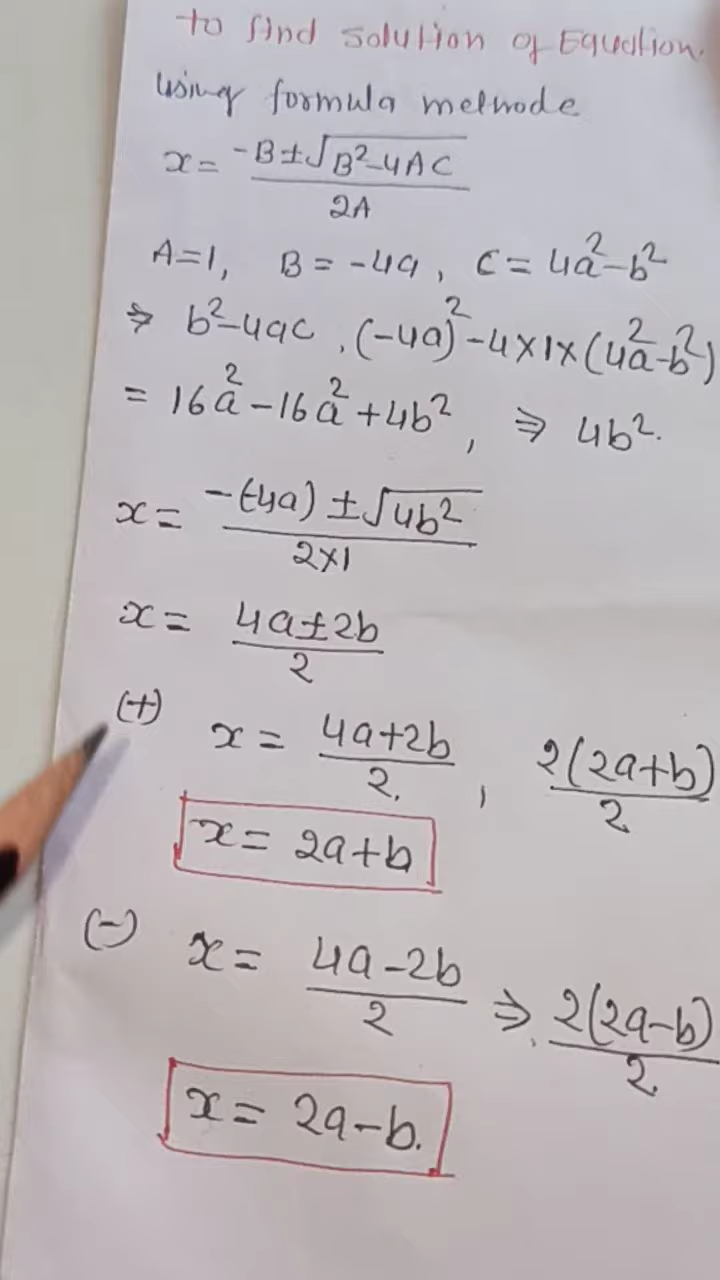 to find solution of Equation.
using formula methode
x = -B±√B²-4AC / 2A
A=1, B = -4a, C = 4a²-b²
⇒ b²-4ac, (-4a)²-4×1×(4a²-b²)
= 16a²-16a²+4b², ⇒ 4b².
x = -(-4a) ±√4b² / 2×1
x = 4a±2b / 2
(+) x = 4a+2b / 2. , 2(2a+b) / 2
x = 2a+b
(-) x = 4a-2b / 2 ⇒. 2(2a-b) / 2
x = 2a-b.